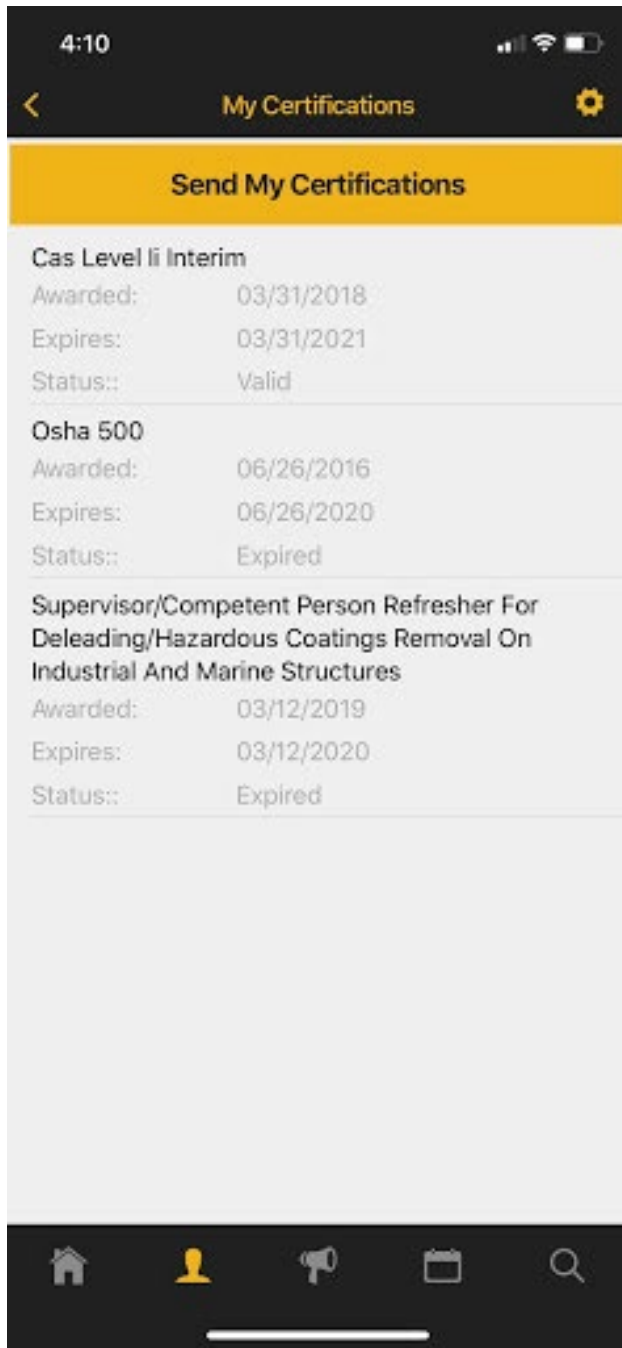 4:10
My Certifications
Send My Certifications
Cas Level Ii Interim
Awarded: 03/31/2018
Expires: 03/31/2021
Status:: Valid
Osha 500
Awarded: 06/26/2016
Expires: 06/26/2020
Status:: Expired
Supervisor/Competent Person Refresher For
Deleading/Hazardous Coatings Removal On
Industrial And Marine Structures
Awarded: 03/12/2019
Expires: 03/12/2020
Status:: Expired